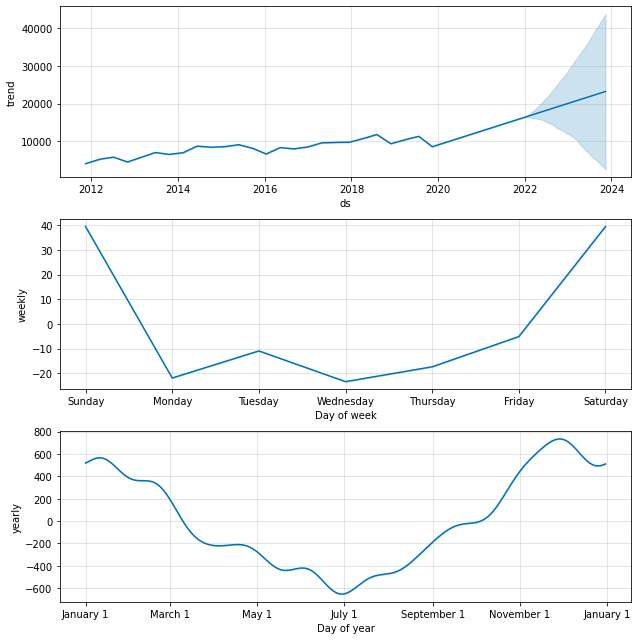 40000
30000
20000
10000
trend
2012 2014 2016 2018 2020 2022 2024
ds
40
30
20
10
0
−10
−20
weekly
Sunday Monday Tuesday Wednesday Thursday Friday Saturday
Day of week
800
600
400
200
0
−200
−400
−600
yearly
January 1 March 1 May 1 July 1 September 1 November 1 January 1
Day of year